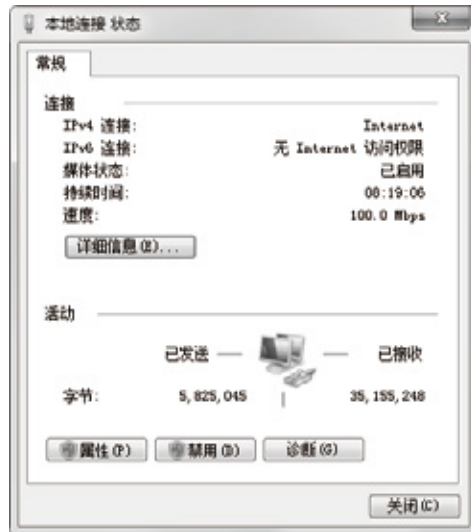 本地连接 状态
常规
连接
IPv4 连接: Internet
IPv6 连接: 无 Internet 访问权限
媒体状态: 已启用
持续时间: 08:19:06
速度: 100.0 Mbps
详细信息(E)...
活动
已发送 — — 已接收
字节: 5,825,045 | 35,155,248
属性(P) 禁用(D) 诊断(G)
关闭(C)